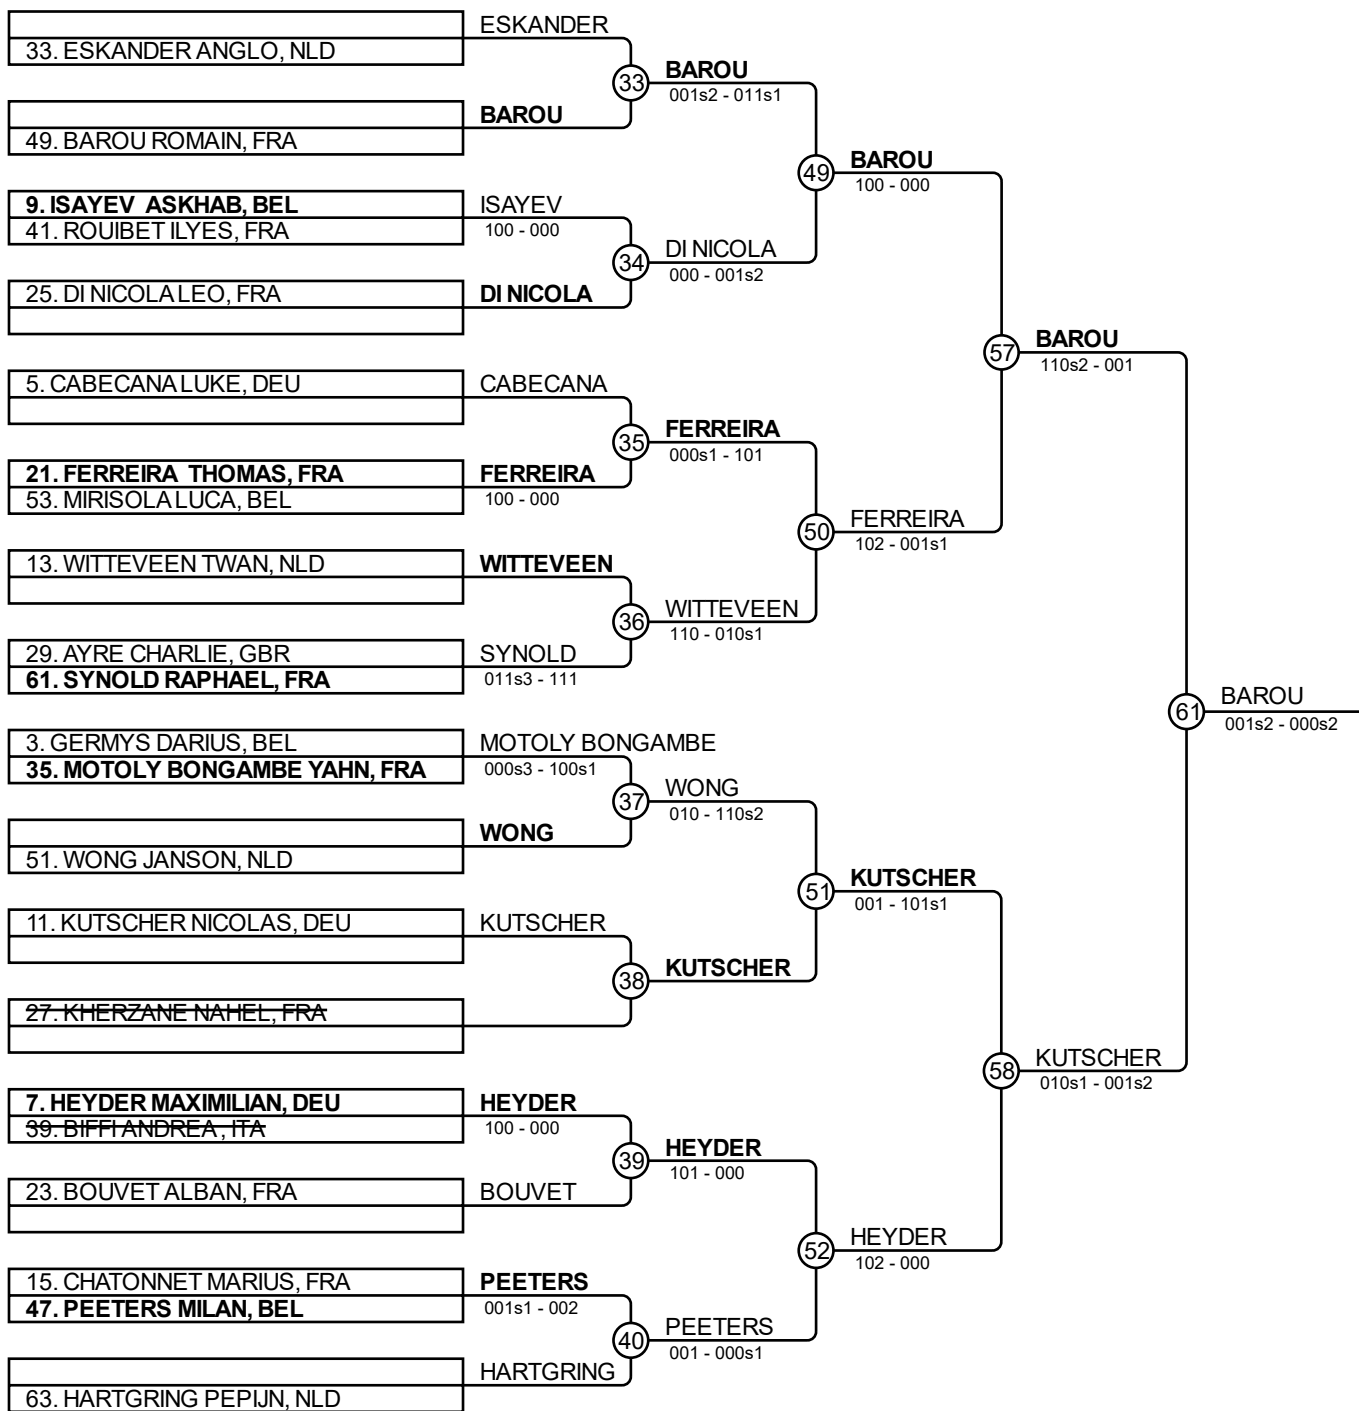 ESKANDER
33. ESKANDER ANGLO, NLD
33
BAROU
001s2 - 011s1
BAROU
49. BAROU ROMAIN, FRA
49
BAROU
100 - 000
9. ISAYEV ASKHAB, BEL
ISAYEV
41. ROUIBET ILYES, FRA
100 - 000
34
DI NICOLA
000 - 001s2
25. DI NICOLA LEO, FRA
DI NICOLA
57
BAROU
110s2 - 001
5. CABECANA LUKE, DEU
CABECANA
35
FERREIRA
000s1 - 101
21. FERREIRA THOMAS, FRA
FERREIRA
53. MIRISOLA LUCA, BEL
100 - 000
50
FERREIRA
102 - 001s1
13. WITTEVEEN TWAN, NLD
WITTEVEEN
36
WITTEVEEN
110 - 010s1
29. AYRE CHARLIE, GBR
SYNOLD
61. SYNOLD RAPHAEL, FRA
011s3 - 111
61
BAROU
001s2 - 000s2
3. GERMYS DARIUS, BEL
MOTOLY BONGAMBE
35. MOTOLY BONGAMBE YAHN, FRA
000s3 - 100s1
37
WONG
010 - 110s2
WONG
51. WONG JANSON, NLD
51
KUTSCHER
001 - 101s1
11. KUTSCHER NICOLAS, DEU
KUTSCHER
38
KUTSCHER
27. KHERZANE NAHEL, FRA
58
KUTSCHER
010s1 - 001s2
7. HEYDER MAXIMILIAN, DEU
HEYDER
39. BIFFI ANDREA , ITA
100 - 000
39
HEYDER
101 - 000
23. BOUVET ALBAN, FRA
BOUVET
52
HEYDER
102 - 000
15. CHATONNET MARIUS, FRA
PEETERS
47. PEETERS MILAN, BEL
001s1 - 002
40
PEETERS
001 - 000s1
HARTGRING
63. HARTGRING PEPIJN, NLD